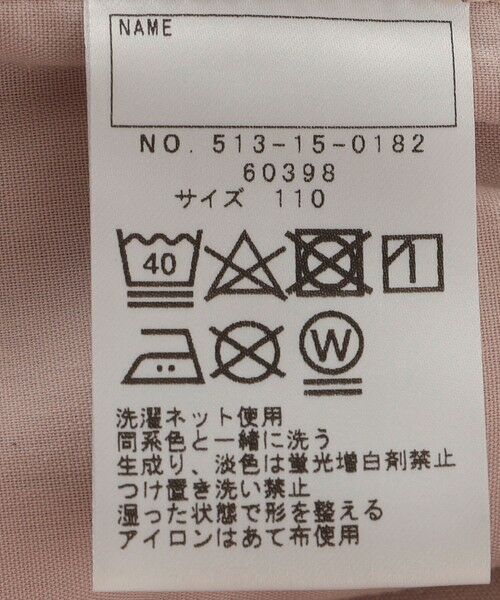 NAME
NO. 513-15-0182
60398
サイズ 110
40
W
洗濯ネット使用
同系色と一緒に洗う
生成り、淡色は蛍光増白剤禁止
つけ置き洗い禁止
湿った状態で形を整える
アイロンはあて布使用